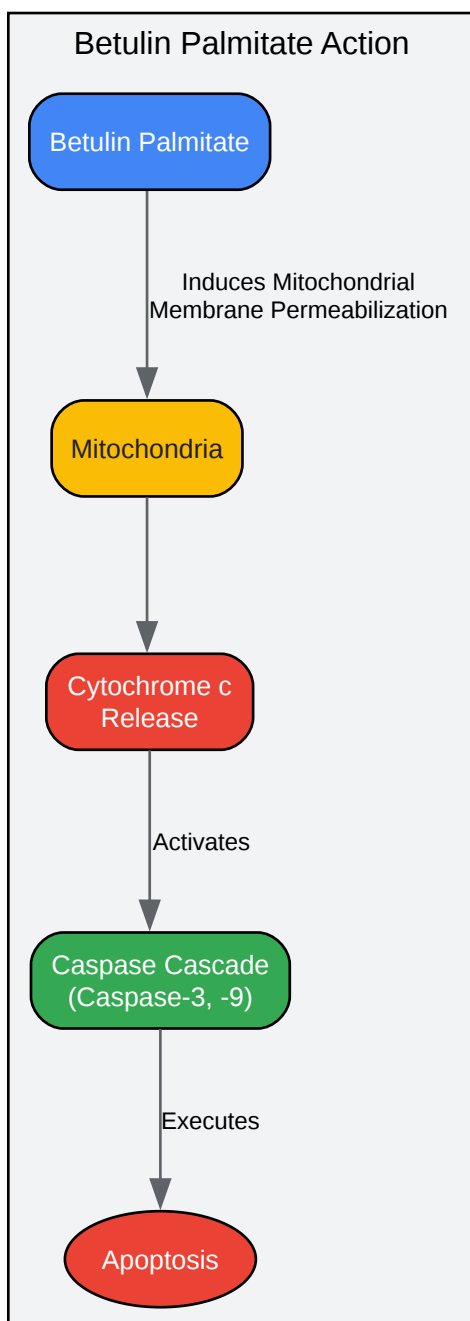 Betulin Palmitate Action
Betulin Palmitate
Induces Mitochondrial
Membrane Permeabilization
Mitochondria
Cytochrome c
Release
Activates
Caspase Cascade
(Caspase-3, -9)
Executes
Apoptosis